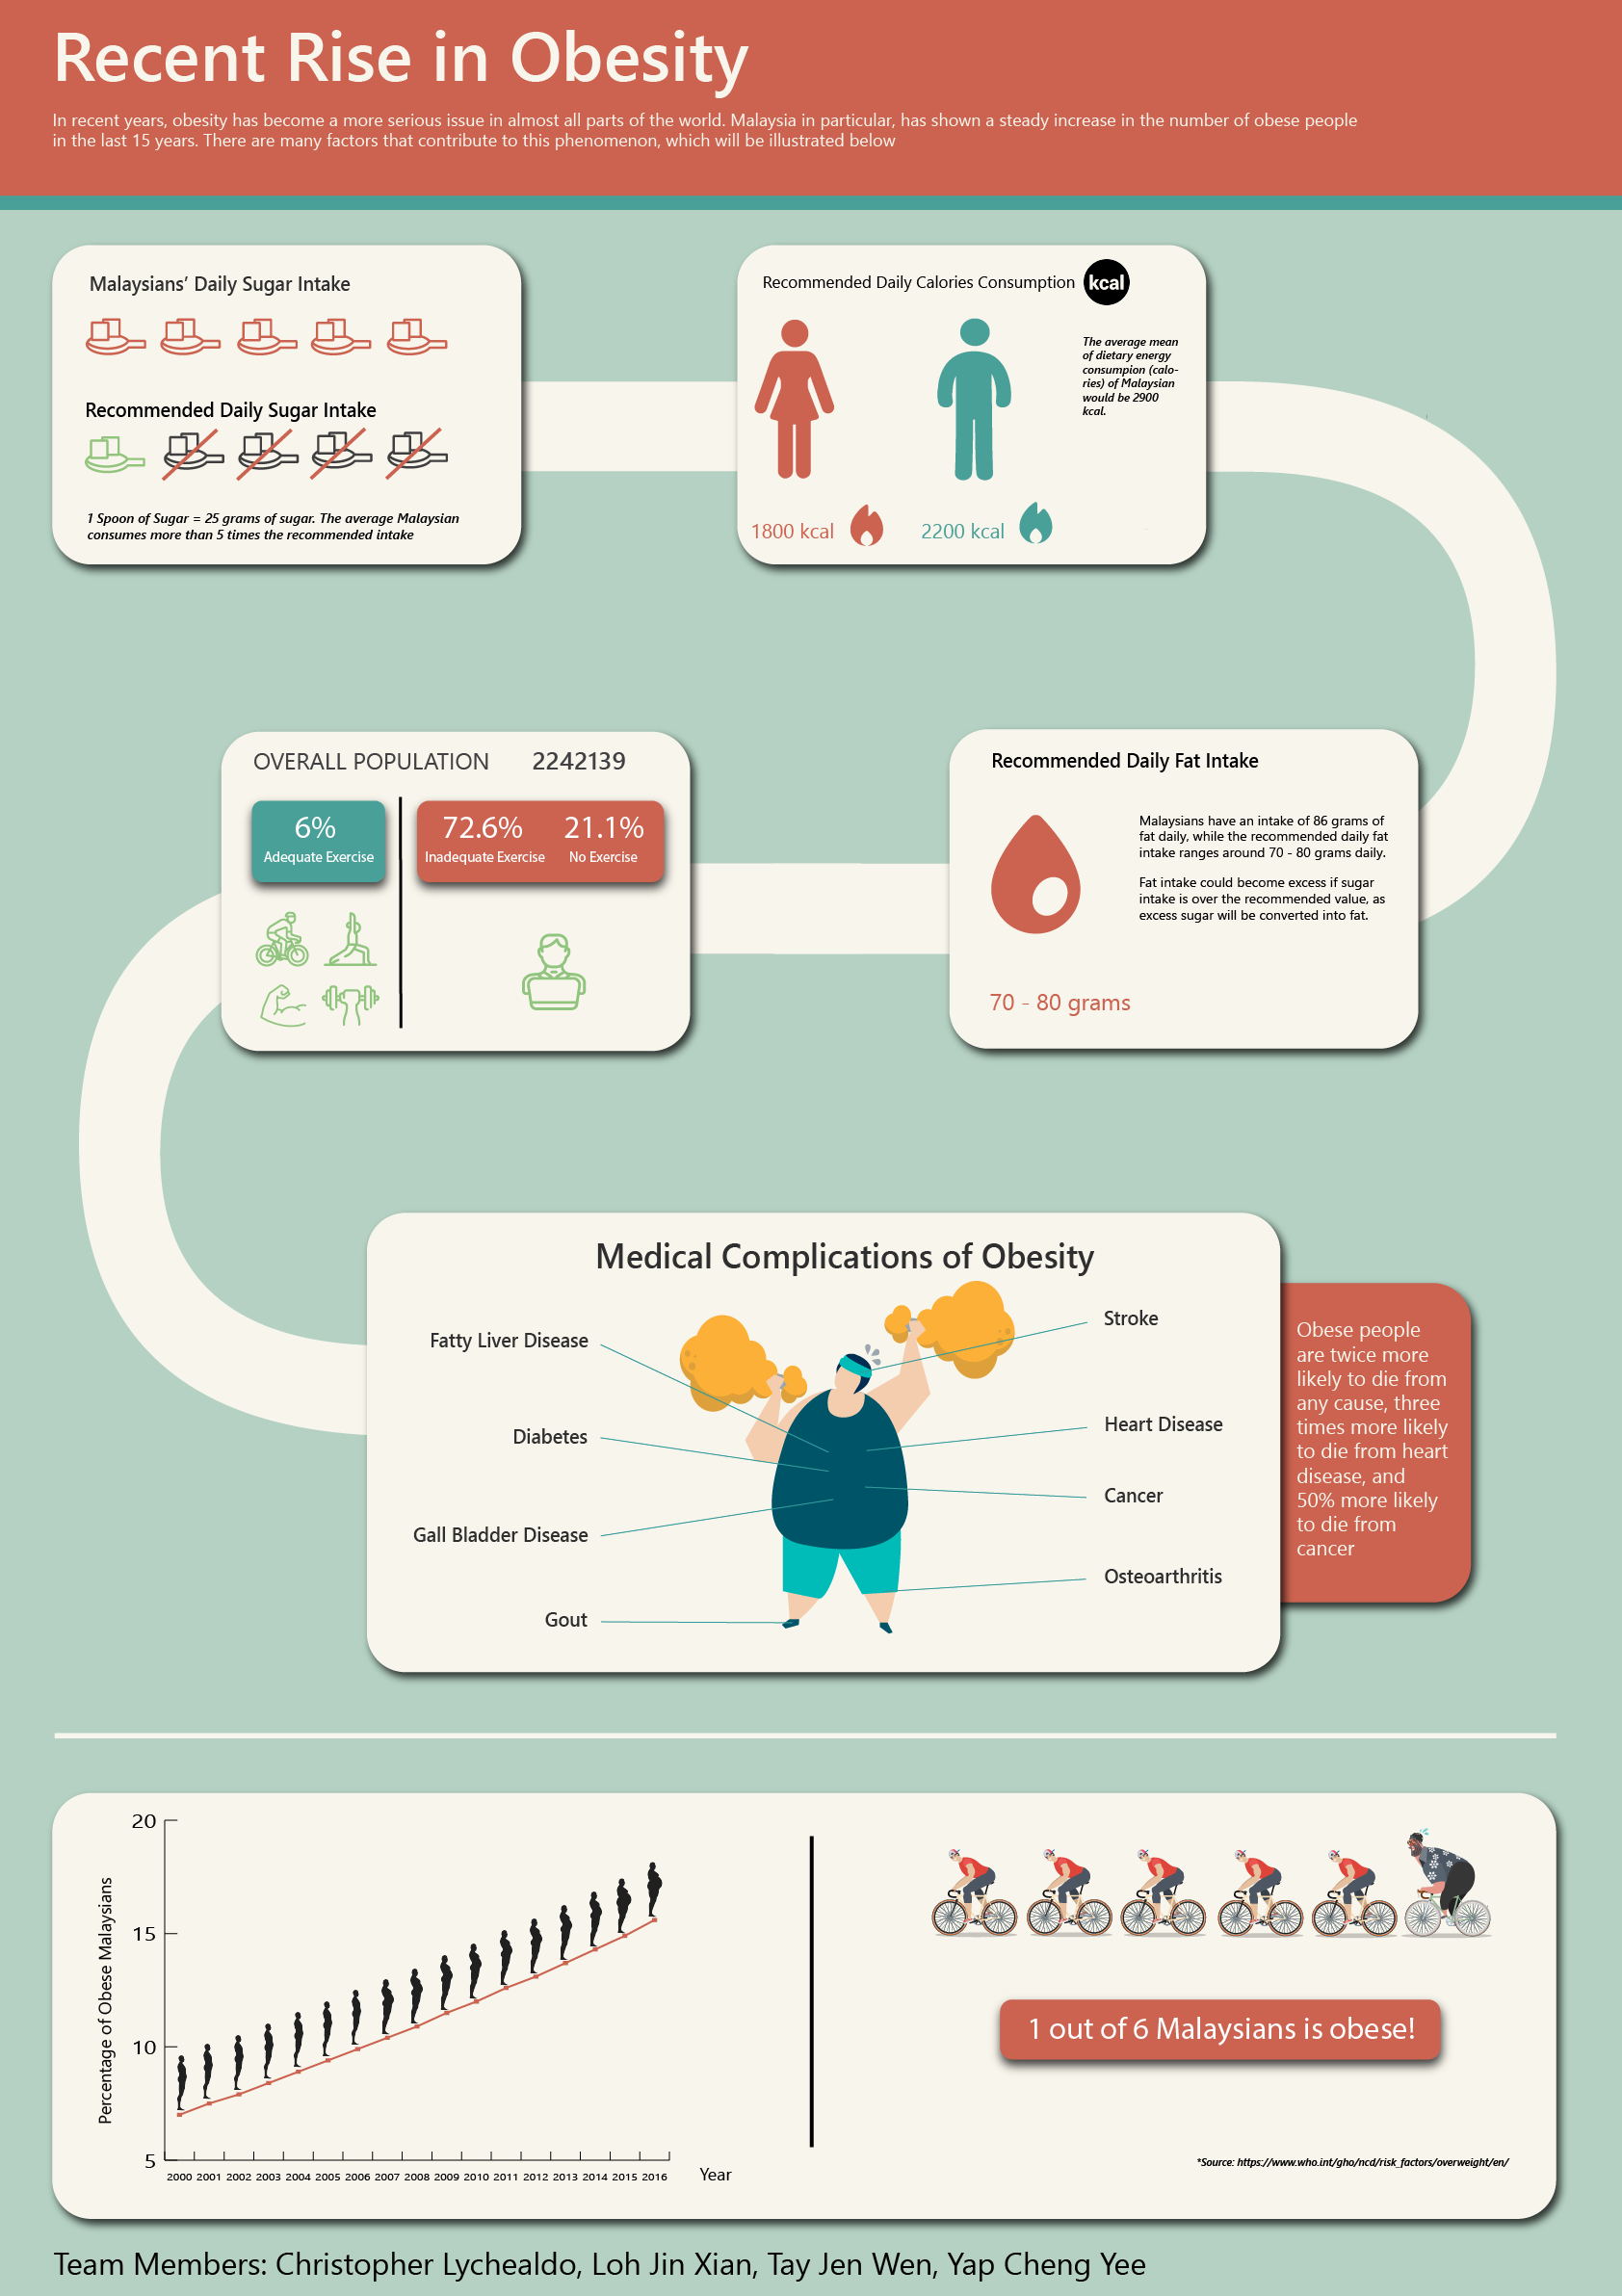 Recent Rise in Obesity
In recent years, obesity has become a more serious issue in almost all parts of the world. Malaysia in particular, has shown a steady increase in the number of obese people
in the last 15 years. There are many factors that contribute to this phenomenon, which will be illustrated below
Malaysians’ Daily Sugar Intake
Recommended Daily Sugar Intake
1 Spoon of Sugar = 25 grams of sugar. The average Malaysian
consumes more than 5 times the recommended intake
Recommended Daily Calories Consumption kcal
The average mean
of dietary energy
consumpion (calo-
ries) of Malaysian
would be 2900
kcal.
1800 kcal
2200 kcal
OVERALL POPULATION 2242139
6%
Adequate Exercise
72.6%
Inadequate Exercise
21.1%
No Exercise
Recommended Daily Fat Intake
Malaysians have an intake of 86 grams of
fat daily, while the recommended daily fat
intake ranges around 70 - 80 grams daily.
Fat intake could become excess if sugar
intake is over the recommended value, as
excess sugar will be converted into fat.
70 - 80 grams
Medical Complications of Obesity
Fatty Liver Disease
Diabetes
Gall Bladder Disease
Gout
Stroke
Heart Disease
Cancer
Osteoarthritis
Obese people
are twice more
likely to die from
any cause, three
times more likely
to die from heart
disease, and
50% more likely
to die from
cancer
Percentage of Obese Malaysians
20
15
10
5
2000 2001 2002 2003 2004 2005 2006 2007 2008 2009 2010 2011 2012 2013 2014 2015 2016
Year
1 out of 6 Malaysians is obese!
*Source: https://www.who.int/gho/ncd/risk_factors/overweight/en/
Team Members: Christopher Lychealdo, Loh Jin Xian, Tay Jen Wen, Yap Cheng Yee